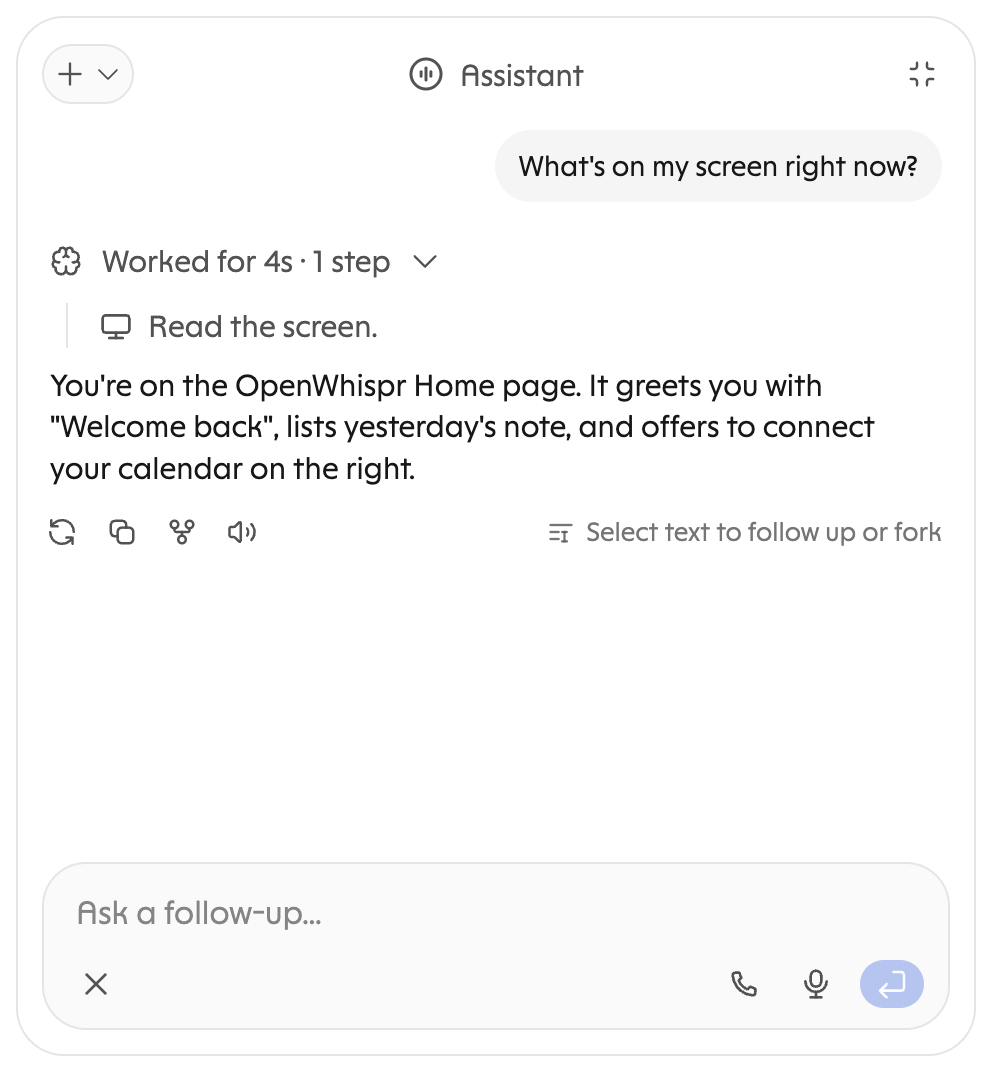 Assistant
What's on my screen right now?
Worked for 4s · 1 step
Read the screen.
You're on the OpenWhispr Home page. It greets you with
"Welcome back", lists yesterday's note, and offers to connect
your calendar on the right.
Select text to follow up or fork
Ask a follow-up...